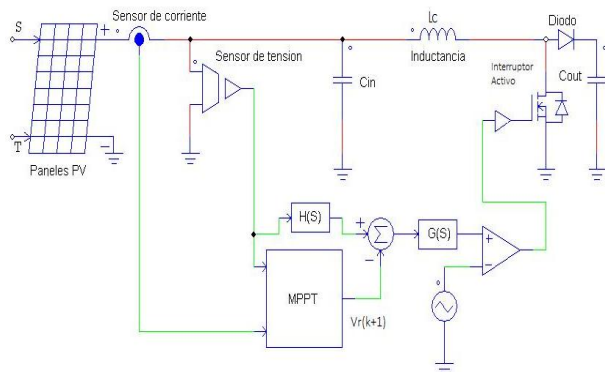 Sensor de corriente
Lc
Diodo
S
+
Sensor de tension
Inductancia
Interruptor
Activo
Cin
Cout
T
-
Paneles PV
H(S)
+
Σ
-
G(S)
+
-
MPPT
Vr(k+1)